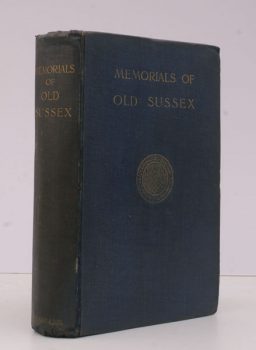 MEMORIALS
OF
OLD
SUSSEX
MEMORIALS OF
OLD SUSSEX